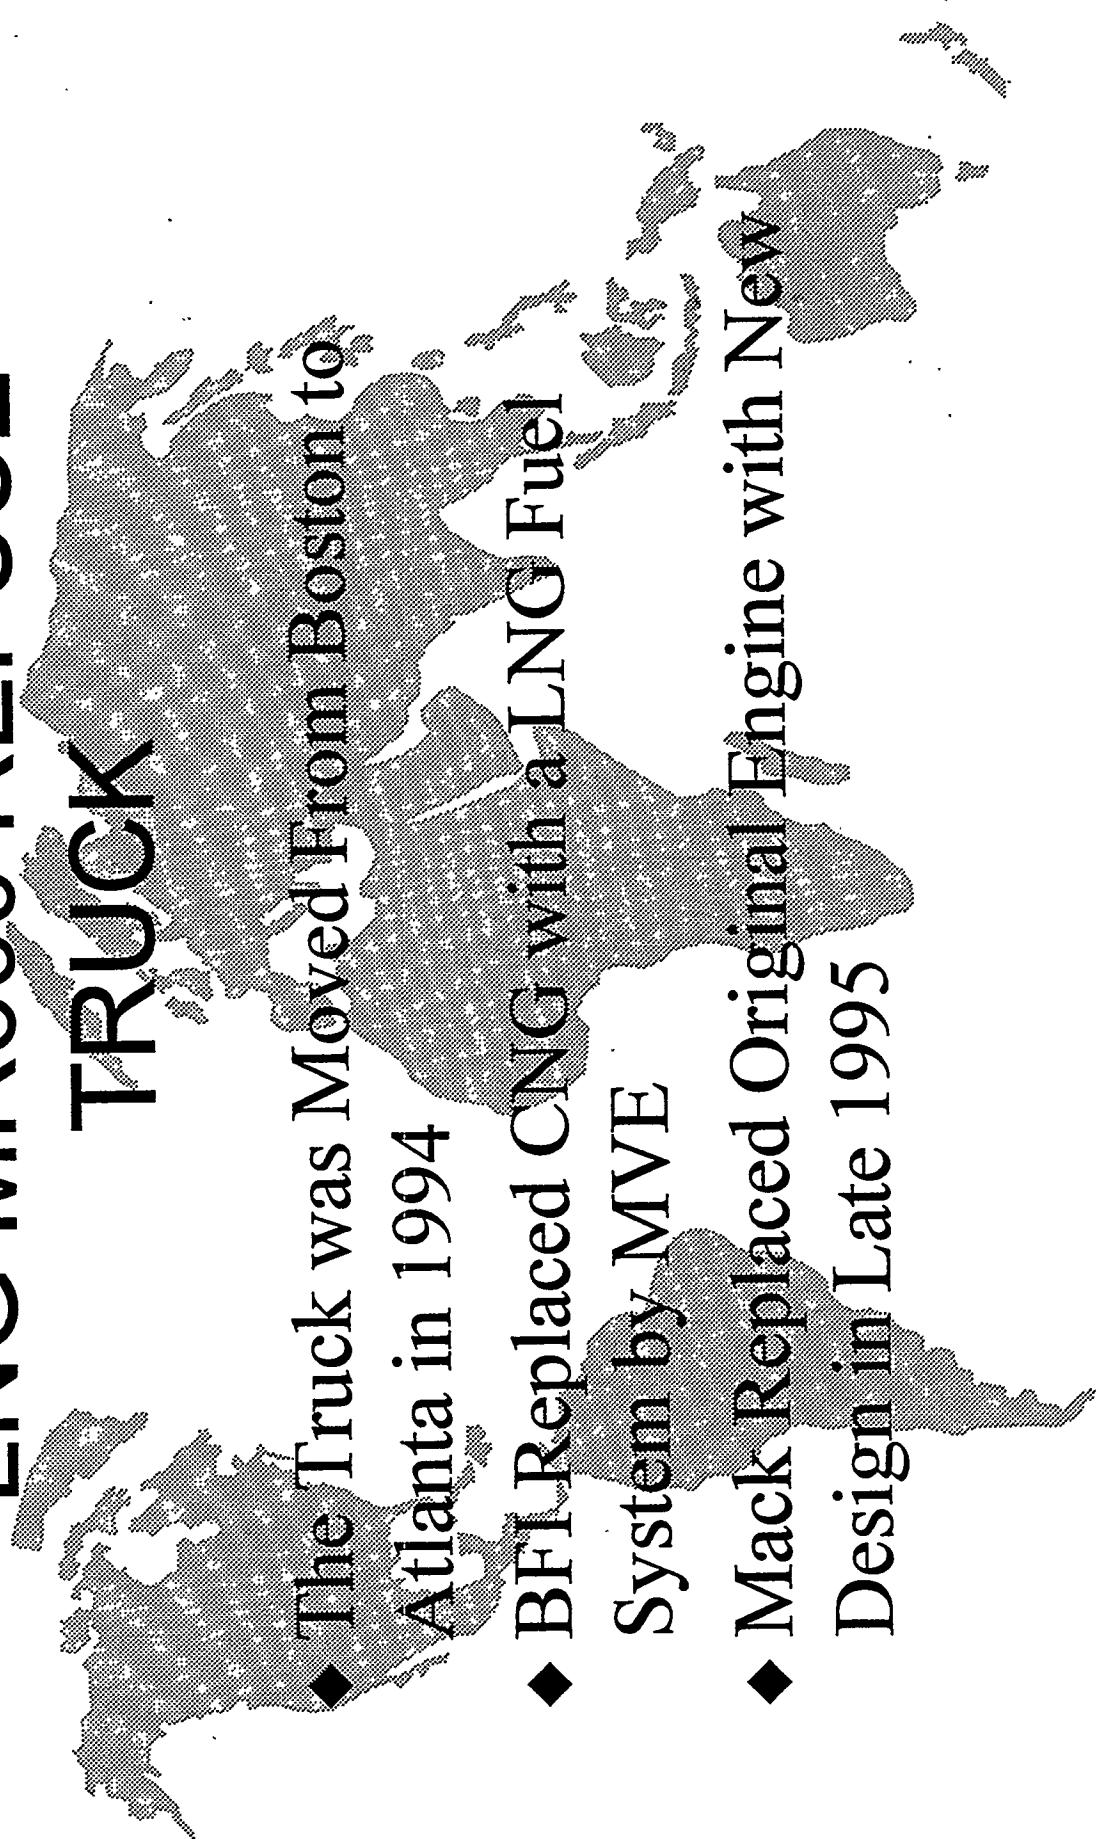 TRUCK
The Truck was Moved From Boston to
Atlanta in 1994
BFI Replaced CNG with a LNG Fuel
System by MVE
Mack Replaced Original Engine with New
Design in Late 1995